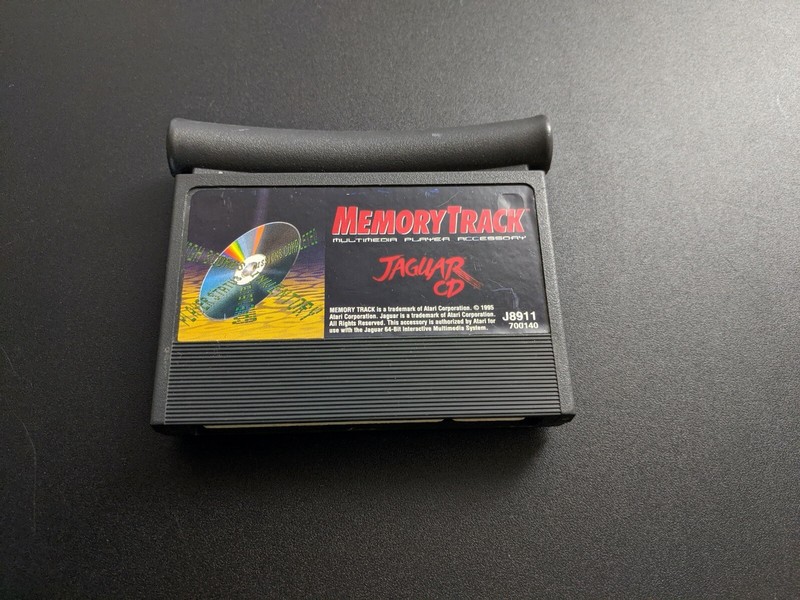 MEMORYTRACK
MULTIMEDIA PLAYER ACCESSORY
JAGUAR
CD
MEMORY TRACK is a trademark of Atari Corporation. © 1995
Atari Corporation. Jaguar is a trademark of Atari Corporation.
All Rights Reserved. This accessory is authorized by Atari for
use with the Jaguar 64-Bit Interactive Multimedia System.
J8911
700140
PLAYER STATUS